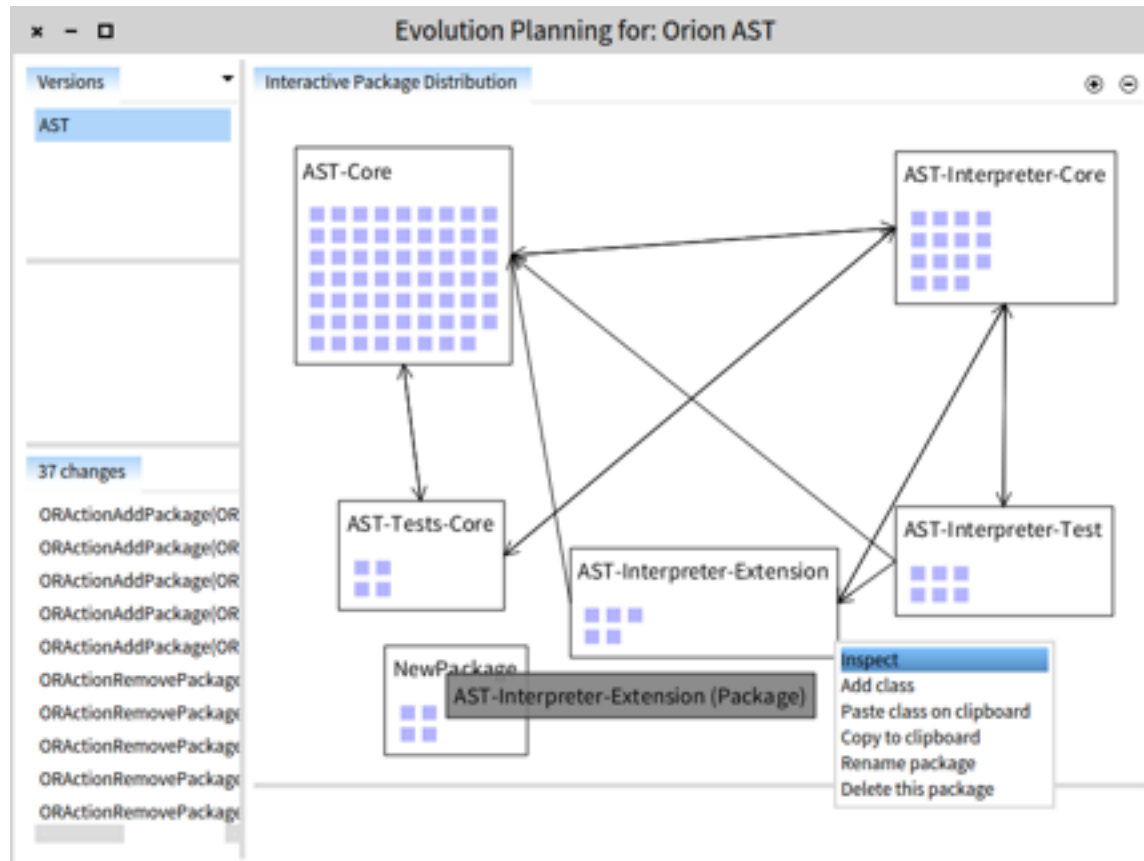 Evolution Planning for: Orion AST
Versions
AST
37 changes
ORActionAddPackage(OR
ORActionAddPackage(OR
ORActionAddPackage(OR
ORActionAddPackage(OR
ORActionAddPackage(OR
ORActionRemovePackage
ORActionRemovePackage
ORActionRemovePackage
ORActionRemovePackage
ORActionRemovePackage
Interactive Package Distribution
AST-Core
AST-Interpreter-Core
AST-Tests-Core
AST-Interpreter-Extension
AST-Interpreter-Test
NewPackage
AST-Interpreter-Extension (Package)
Inspect
Add class
Paste class on clipboard
Copy to clipboard
Rename package
Delete this package